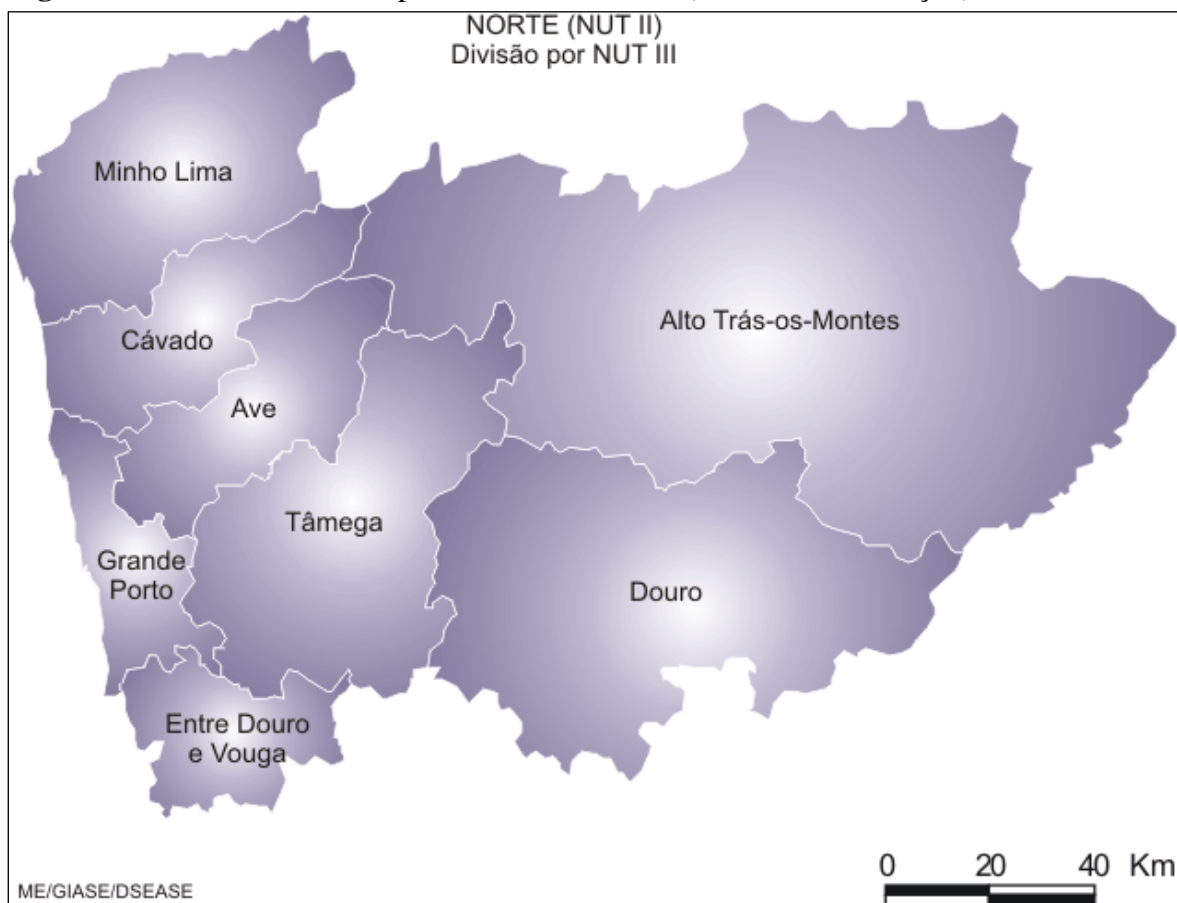 NORTE (NUT II)
Divisão por NUT III
Minho Lima
Alto Trás-os-Montes
Cávado
Ave
Tâmega
Grande
Porto
Douro
Entre Douro
e Vouga
0 20 40 Km
ME/GIASE/DSEASE